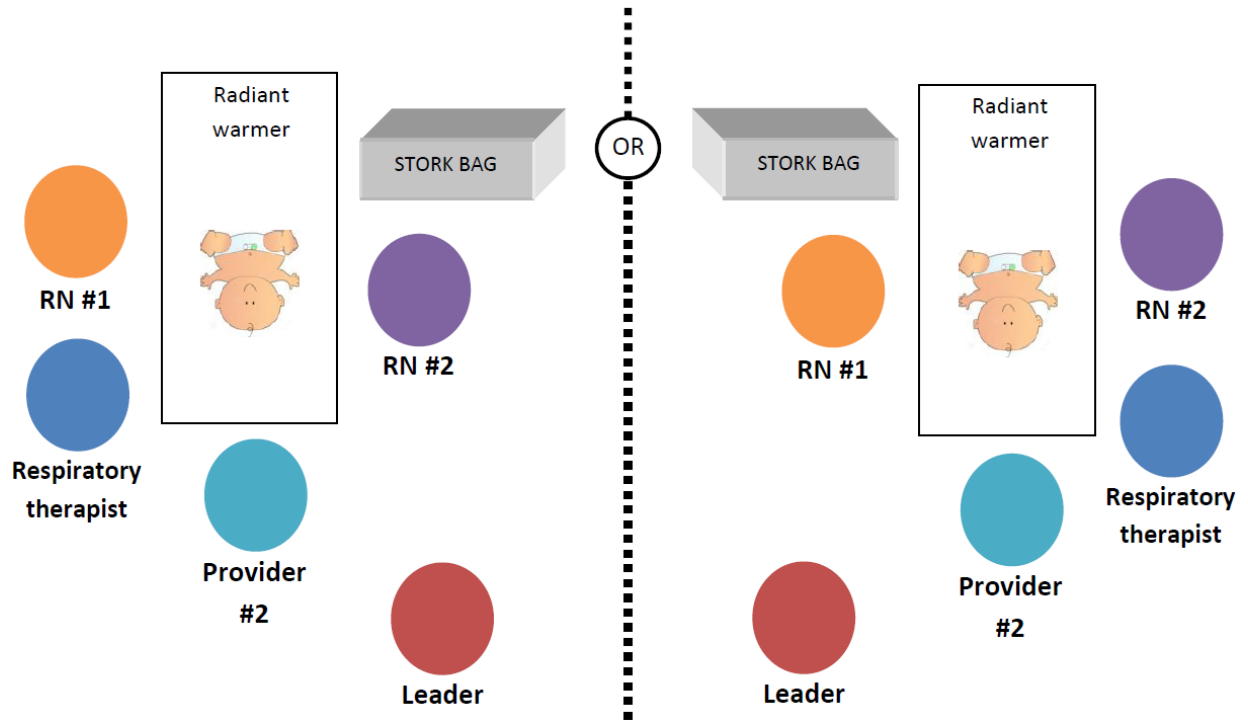 Radiant
warmer
STORK BAG
RN #1
RN #2
Respiratory
therapist
Provider
#2
Leader
OR
Radiant
warmer
STORK BAG
RN #2
RN #1
Respiratory
therapist
Provider
#2
Leader